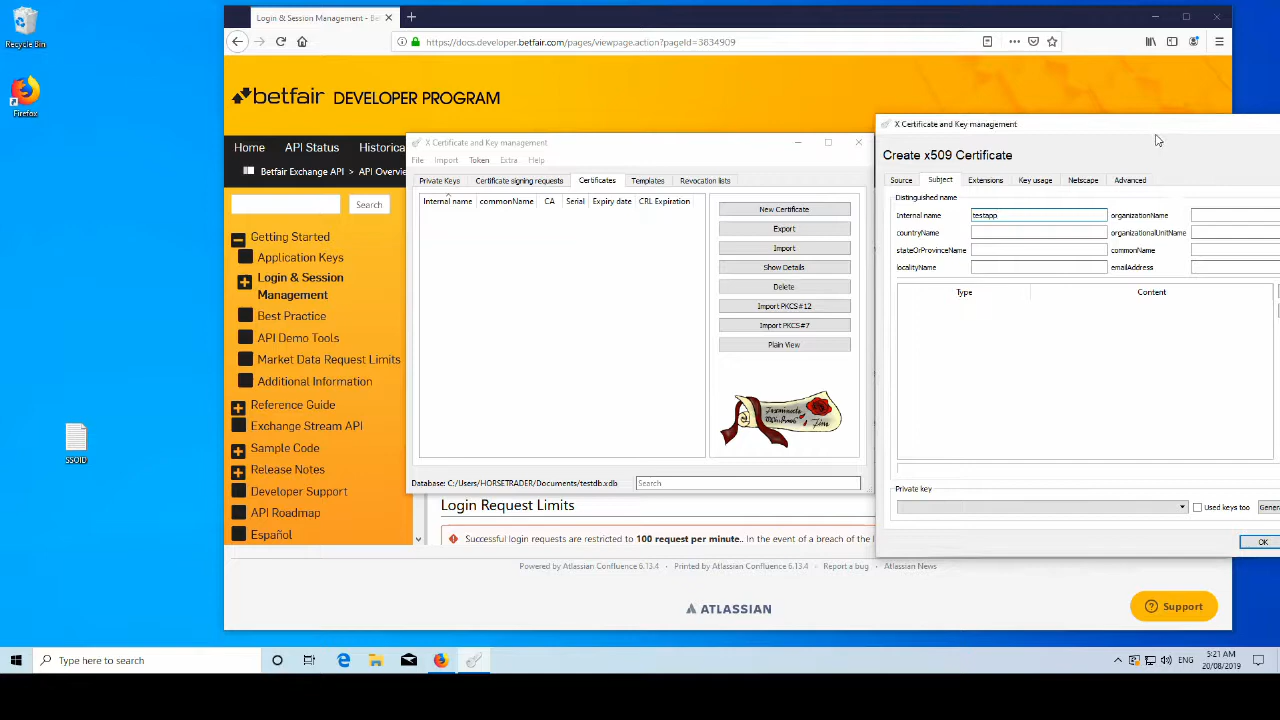 Recycle Bin
Firefox
SSOID
Login & Session Management - Be
https://docs.developer.betfair.com/pages/viewpage.action?pageId=3834909
betfair DEVELOPER PROGRAM
Home API Status Historica
Betfair Exchange API > API Overvie
Search
Getting Started
Application Keys
Login & Session
Management
Best Practice
API Demo Tools
Market Data Request Limits
Additional Information
Reference Guide
Exchange Stream API
Sample Code
Release Notes
Developer Support
API Roadmap
Español
X Certificate and Key management
File Import Token Extra Help
Private Keys Certificate signing requests Certificates Templates Revocation lists
Internal name commonName CA Serial Expiry date CRL Expiration
New Certificate
Export
Import
Show Details
Delete
Import PKCS#12
Import PKCS#7
Plain View
Database: C:/Users/HORSETRADER/Documents/testdb.xdb
Search
X Certificate and Key management
Create x509 Certificate
Source Subject Extensions Key usage Netscape Advanced
Distinguished name
Internal name testapp organizationName
countryName organizationalUnitName
stateOrProvinceName commonName
localityName emailAddress
Type Content
Private key
Used keys too Gener
OK
Login Request Limits
Successful login requests are restricted to 100 request per minute.. In the event of a breach of the
Powered by Atlassian Confluence 6.13.4 · Printed by Atlassian Confluence 6.13.4 · Report a bug · Atlassian News
ATLASSIAN
Support
Type here to search
ENG
5:21 AM
20/08/2019